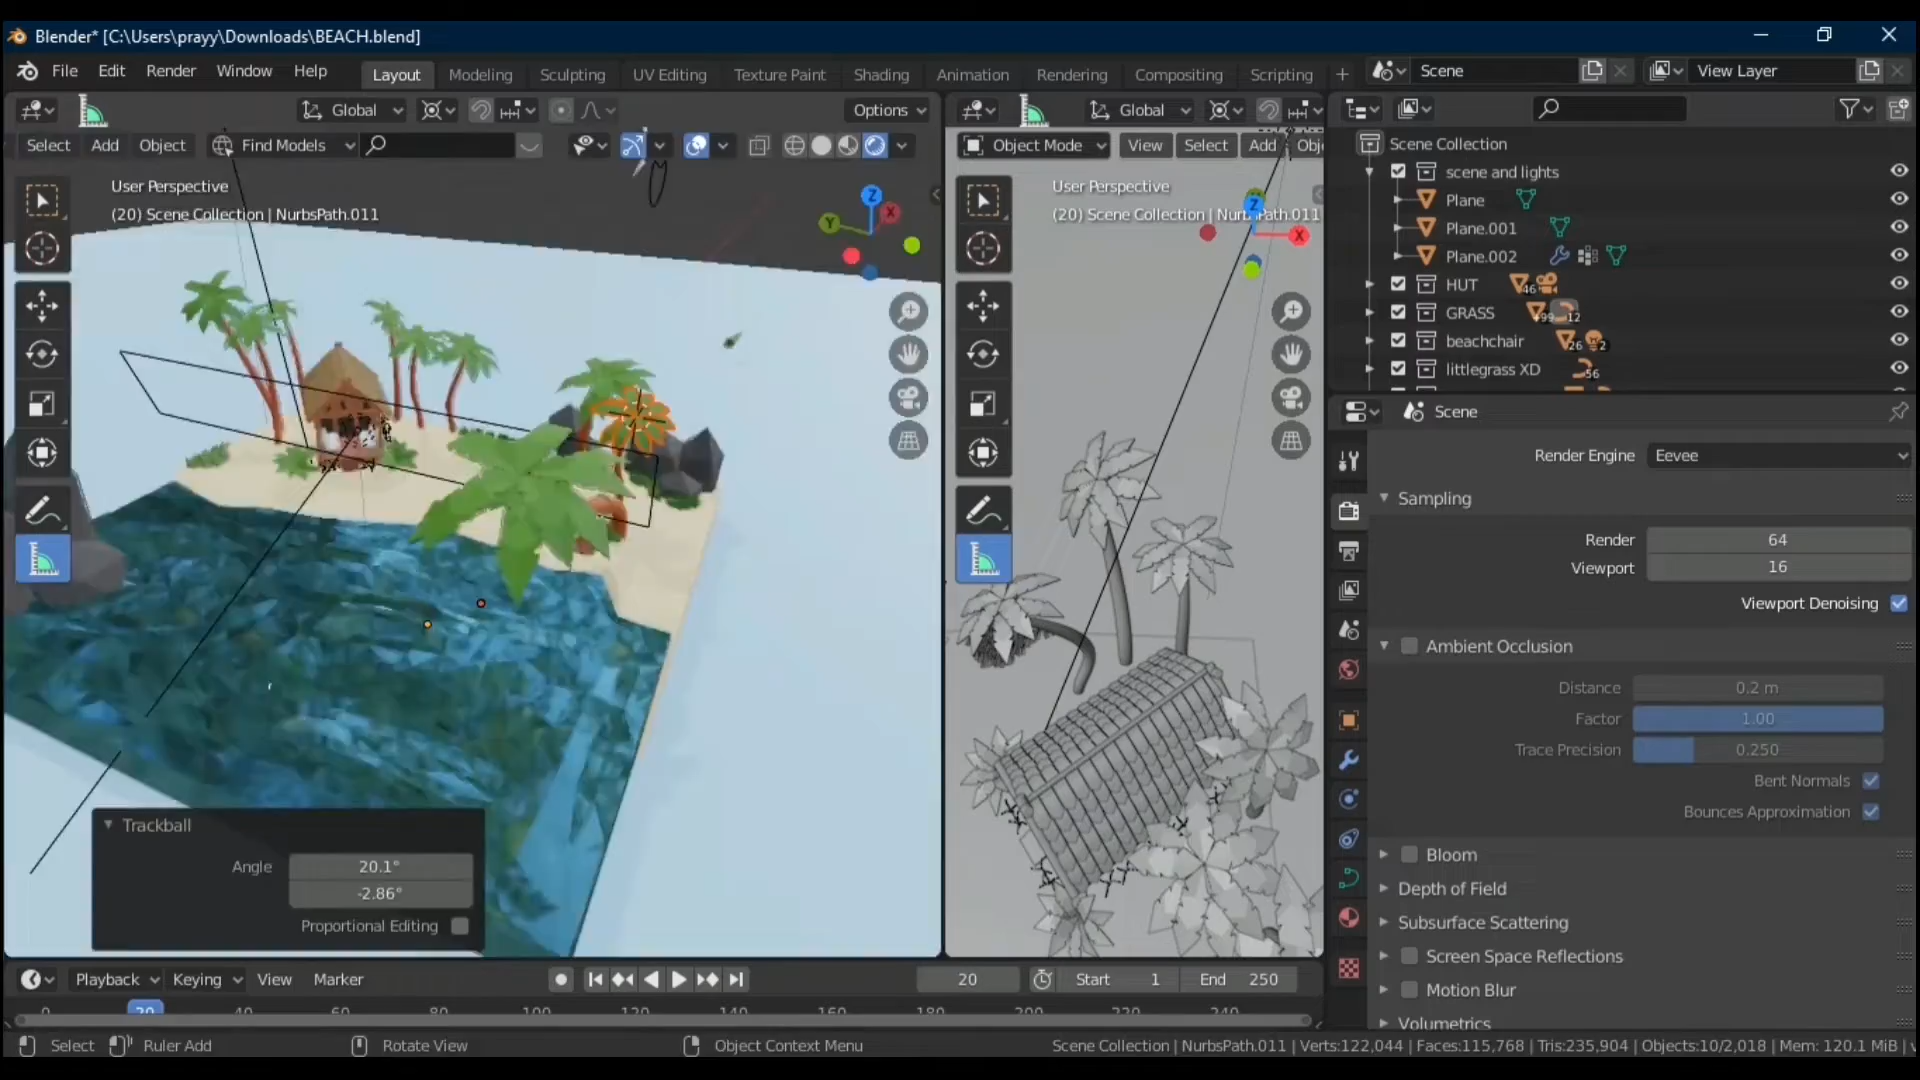 Blender* [C:\Users\prayy\Downloads\BEACH.blend]
File Edit Render Window Help Layout Modeling Sculpting UV Editing Texture Paint Shading Animation Rendering Compositing Scripting + Scene View Layer
Global Options Global
Select Add Object Find Models Object Mode View Select Add Obj
User Perspective
(20) Scene Collection | NurbsPath.011
Z
X
Y
User Perspective
(20) Scene Collection | NurbsPath.011
Z
X
Scene Collection
scene and lights
Plane
Plane.001
Plane.002
HUT 46
GRASS +99 12
beachchair 26 2
littlegrass XD 56
Scene
Render Engine Eevee
Sampling
Render 64
Viewport 16
Viewport Denoising
Ambient Occlusion
Distance 0.2 m
Factor 1.00
Trace Precision 0.250
Bent Normals
Bounces Approximation
Bloom
Depth of Field
Subsurface Scattering
Screen Space Reflections
Motion Blur
Volumetrics
Trackball
Angle 20.1°
-2.86°
Proportional Editing
Playback Keying View Marker 20 Start 1 End 250
0 20 40 60 80 100 120 140 160 180 200 220 240
Select Ruler Add Rotate View Object Context Menu Scene Collection | NurbsPath.011 | Verts:122,044 | Faces:115,768 | Tris:235,904 | Objects:10/2,018 | Mem: 120.1 MiB |